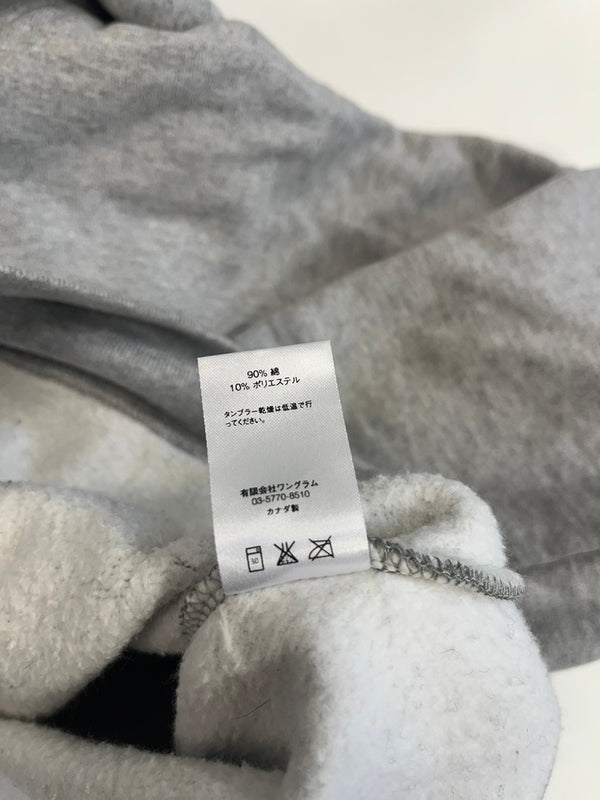 90% 綿
10% ポリエステル
タンブラー乾燥は低温で行
ってください。
有限会社ワングラム
03-5770-8510
カナダ製
30